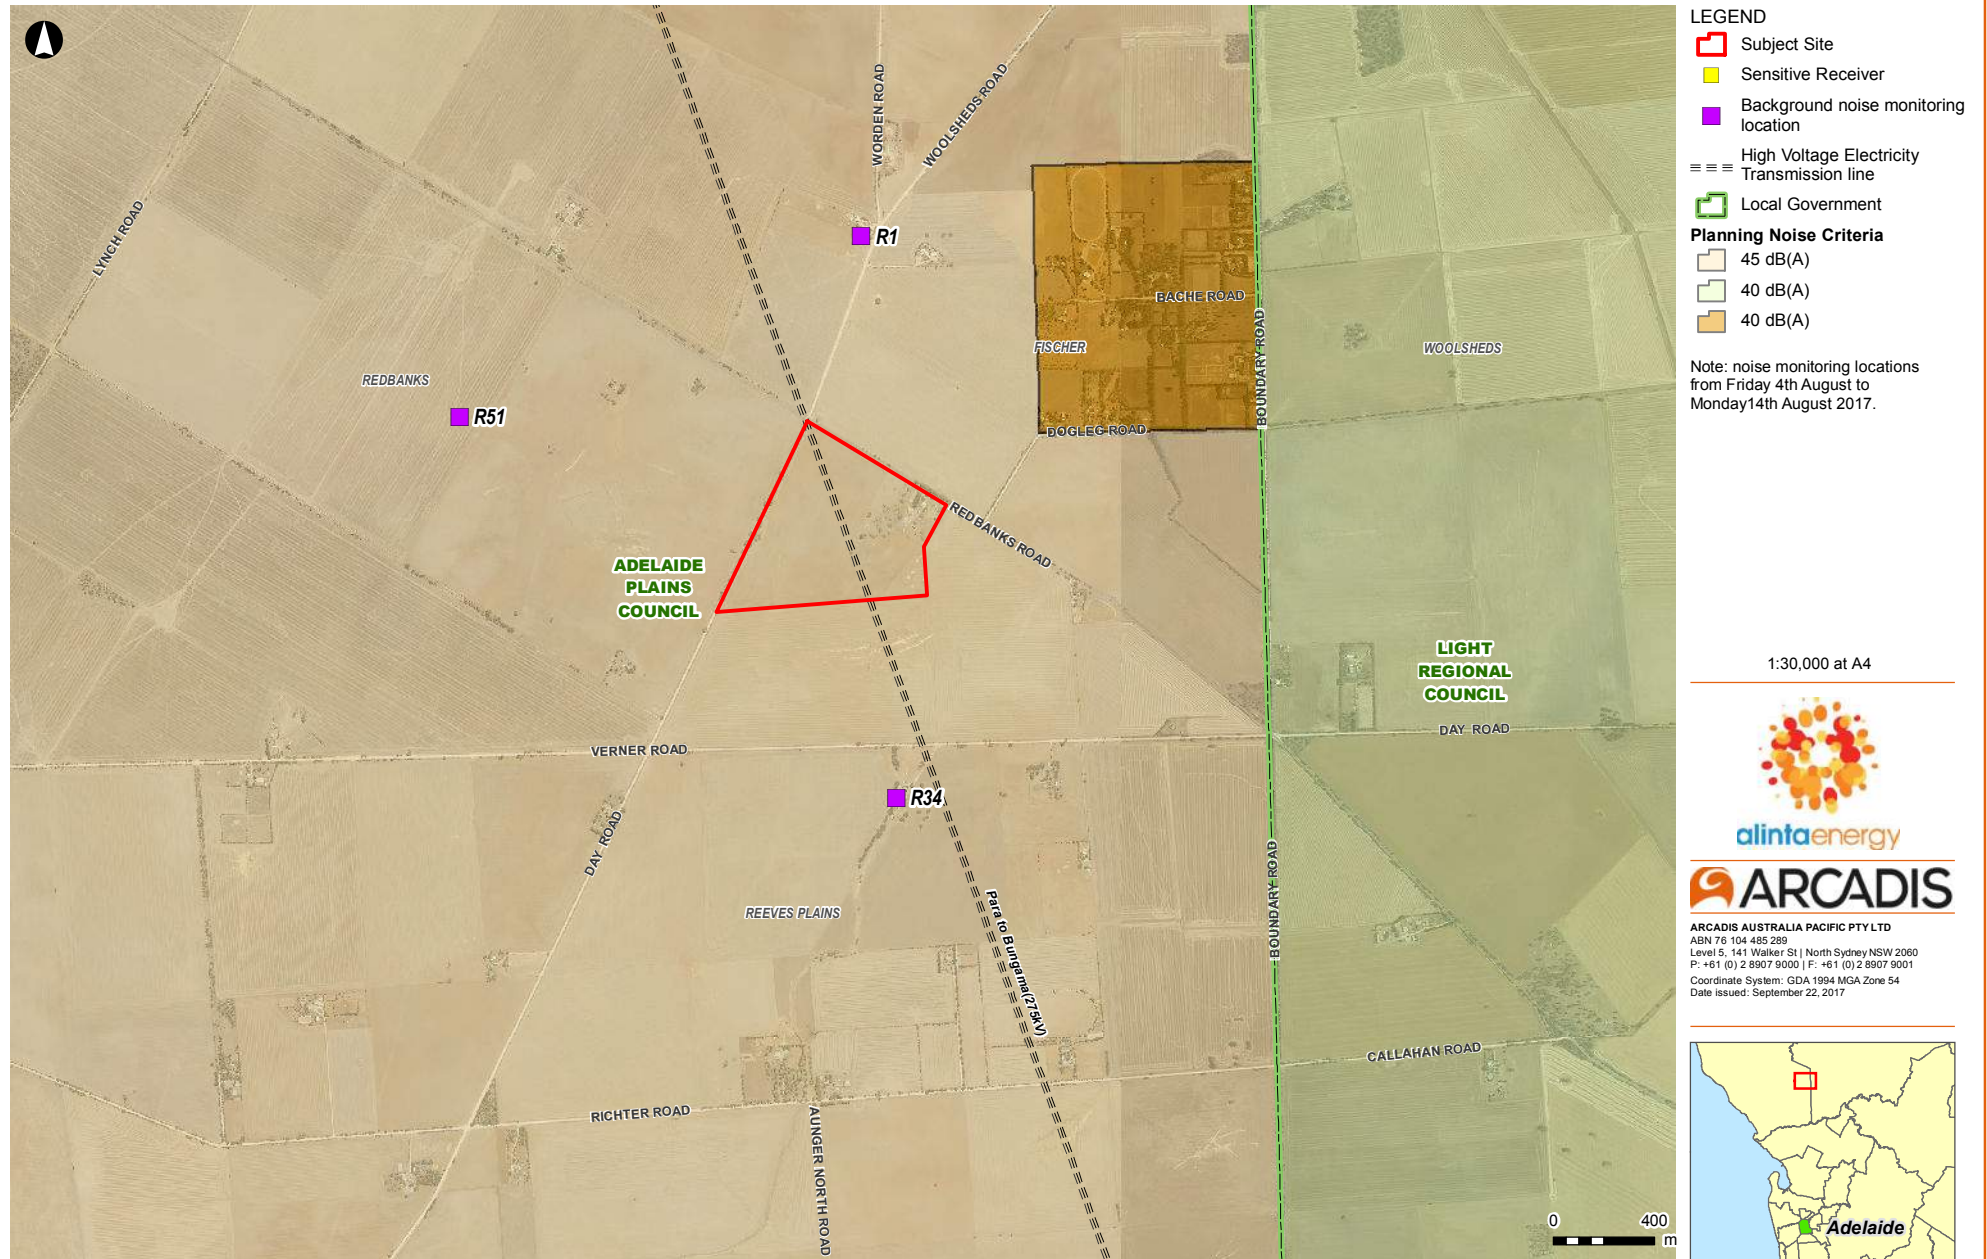 WORDEN ROAD
WOOLSHEDS ROAD
LYNCH ROAD
R1
BACHE ROAD
BOUNDARY ROAD
FISCHER
WOOLSHEDS
REDBANKS
R51
DOGLEG ROAD
REDBANKS ROAD
ADELAIDE
PLAINS
COUNCIL
LIGHT
REGIONAL
COUNCIL
DAY ROAD
VERNER ROAD
R34
DAY ROAD
BOUNDARY ROAD
REEVES PLAINS
Para to Bungama(275kV)
CALLAHAN ROAD
RICHTER ROAD
AUNGER NORTH ROAD
0 400
m
LEGEND
Subject Site
Sensitive Receiver
Background noise monitoring
location
High Voltage Electricity
Transmission line
Local Government
Planning Noise Criteria
45 dB(A)
40 dB(A)
40 dB(A)
Note: noise monitoring locations
from Friday 4th August to
Monday14th August 2017.
1:30,000 at A4
alintaenergy
ARCADIS
ARCADIS AUSTRALIA PACIFIC PTY LTD
ABN 76 104 485 289
Level 5, 141 Walker St | North Sydney NSW 2060
P: +61 (0) 2 8907 9000 | F: +61 (0) 2 8907 9001
Coordinate System: GDA 1994 MGA Zone 54
Date issued: September 22, 2017
Adelaide